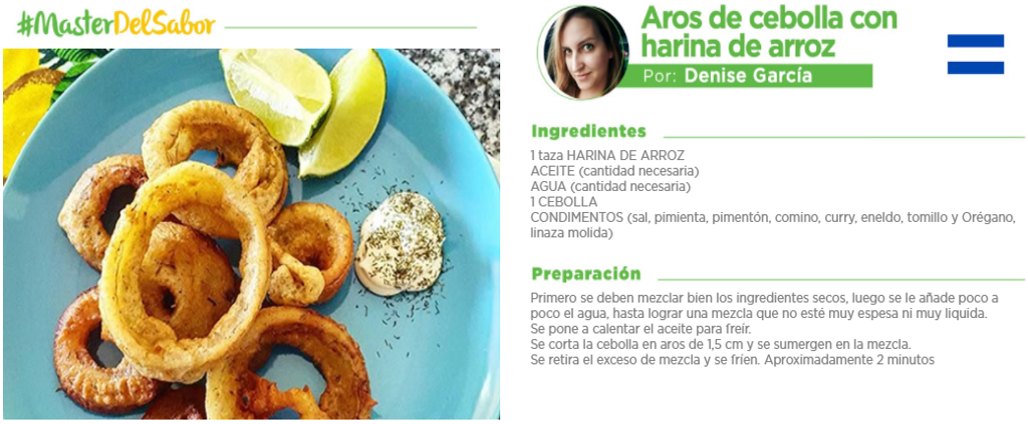 #MasterDelSabor
Aros de cebolla con
harina de arroz
Por: Denise García
Ingredientes
1 taza HARINA DE ARROZ
ACEITE (cantidad necesaria)
AGUA (cantidad necesaria)
1 CEBOLLA
CONDIMENTOS (sal, pimienta, pimentón, comino, curry, eneldo, tomillo y Orégano,
linaza molida)
Preparación
Primero se deben mezclar bien los ingredientes secos, luego se le añade poco a
poco el agua, hasta lograr una mezcla que no esté muy espesa ni muy liquida.
Se pone a calentar el aceite para freír.
Se corta la cebolla en aros de 1,5 cm y se sumergen en la mezcla.
Se retira el exceso de mezcla y se fríen. Aproximadamente 2 minutos